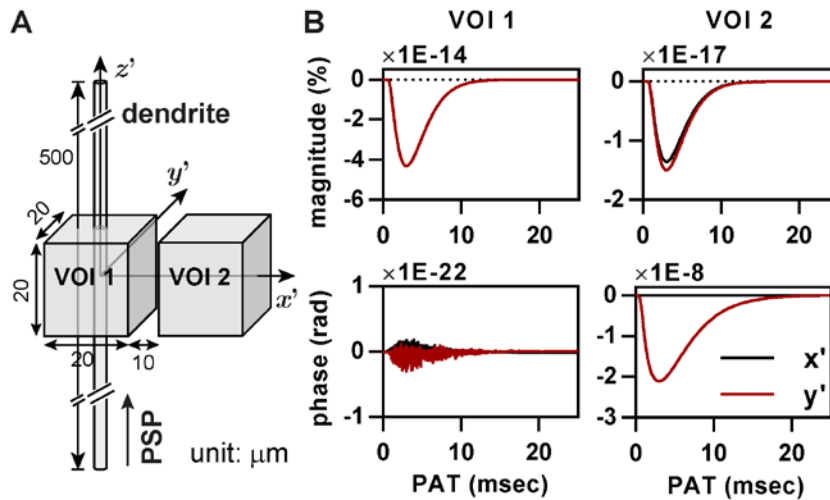 A
z'
dendrite
500
y'
20
VOI 1
VOI 2
20
x'
20
10
PSP
unit: μm
B
VOI 1
VOI 2
×1E-14
×1E-17
magnitude (%)
0
-2
-4
-6
0
-1
-2
0 10 20
0 10 20
×1E-22
×1E-8
phase (rad)
1
0
-1
0
-1
-2
-3
x'
y'
0 10 20
0 10 20
PAT (msec)
PAT (msec)